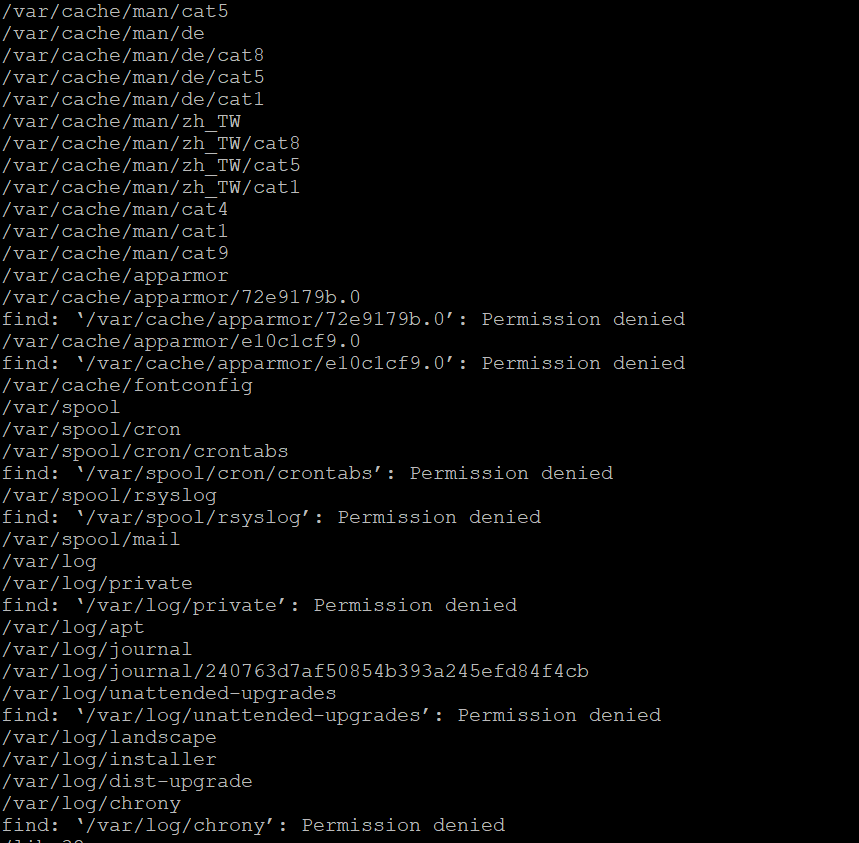 /var/cache/man/cat5
/var/cache/man/de
/var/cache/man/de/cat8
/var/cache/man/de/cat5
/var/cache/man/de/cat1
/var/cache/man/zh_TW
/var/cache/man/zh_TW/cat8
/var/cache/man/zh_TW/cat5
/var/cache/man/zh_TW/cat1
/var/cache/man/cat4
/var/cache/man/cat1
/var/cache/man/cat9
/var/cache/apparmor
/var/cache/apparmor/72e9179b.0
find: ‘/var/cache/apparmor/72e9179b.0’: Permission denied
/var/cache/apparmor/e10c1cf9.0
find: ‘/var/cache/apparmor/e10c1cf9.0’: Permission denied
/var/cache/fontconfig
/var/spool
/var/spool/cron
/var/spool/cron/crontabs
find: ‘/var/spool/cron/crontabs’: Permission denied
/var/spool/rsyslog
find: ‘/var/spool/rsyslog’: Permission denied
/var/spool/mail
/var/log
/var/log/private
find: ‘/var/log/private’: Permission denied
/var/log/apt
/var/log/journal
/var/log/journal/240763d7af50854b393a245efd84f4cb
/var/log/unattended-upgrades
find: ‘/var/log/unattended-upgrades’: Permission denied
/var/log/landscape
/var/log/installer
/var/log/dist-upgrade
/var/log/chrony
find: ‘/var/log/chrony’: Permission denied